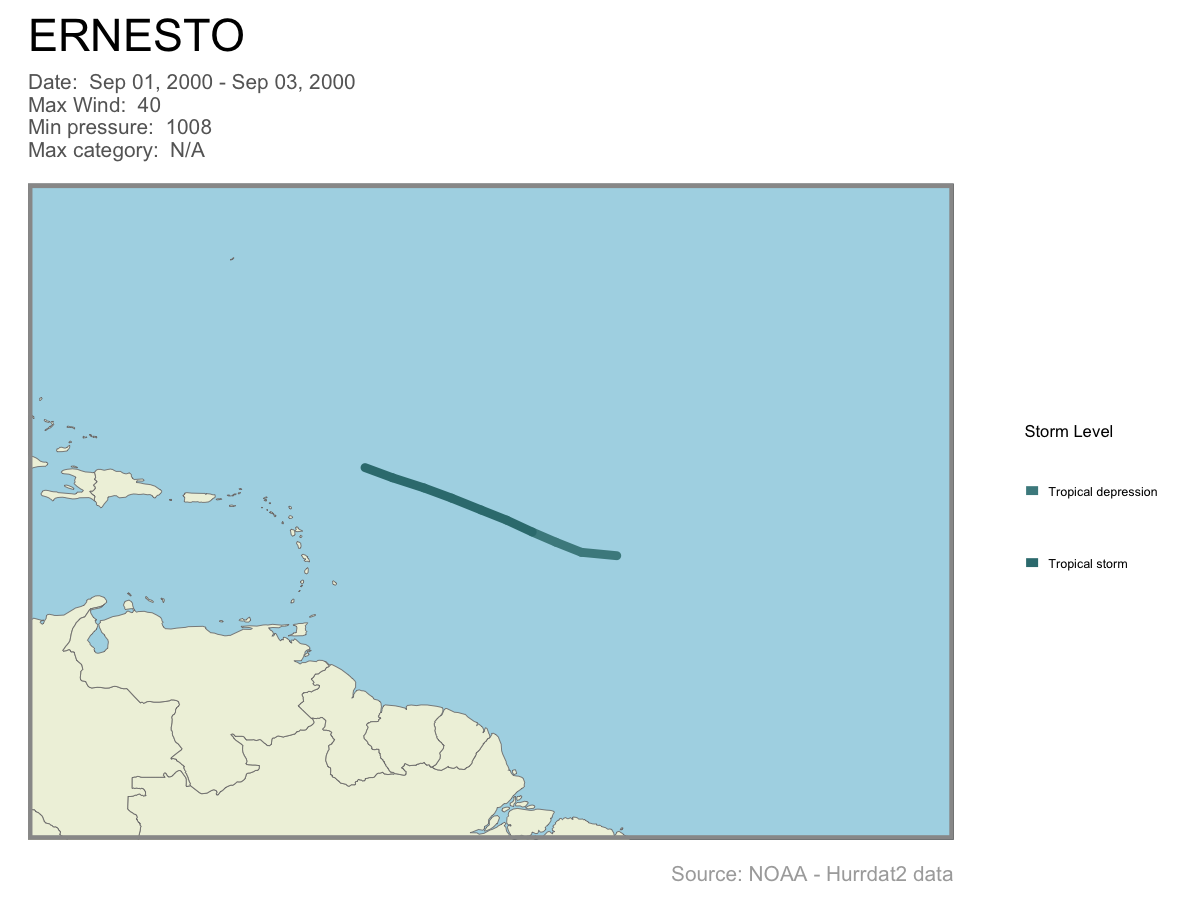 ERNESTO
Date:  Sep 01, 2000 - Sep 03, 2000
Max Wind:  40
Min pressure:  1008
Max category:  N/A
Storm Level
Tropical depression
Tropical storm
Source: NOAA - Hurrdat2 data